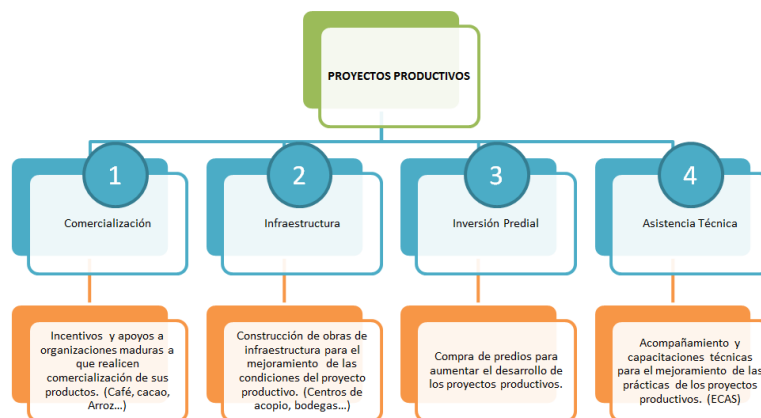 PROYECTOS PRODUCTIVOS
1
Comercialización
2
Infraestructura
3
Inversión Predial
4
Asistencia Técnica
Incentivos y apoyos a
organizaciones maduras a
que realicen
comercialización de sus
productos. (Café, cacao,
Arroz...)
Construcción de obras de
infraestructura para el
mejoramiento de las
condiciones del proyecto
productivo. (Centros de
acopio, bodegas...)
Compra de predios para
aumentar el desarrollo de
los proyectos productivos.
Acompañamiento y
capacitaciones técnicas
para el mejoramiento de las
prácticas de los proyectos
productivos. (ECAS)